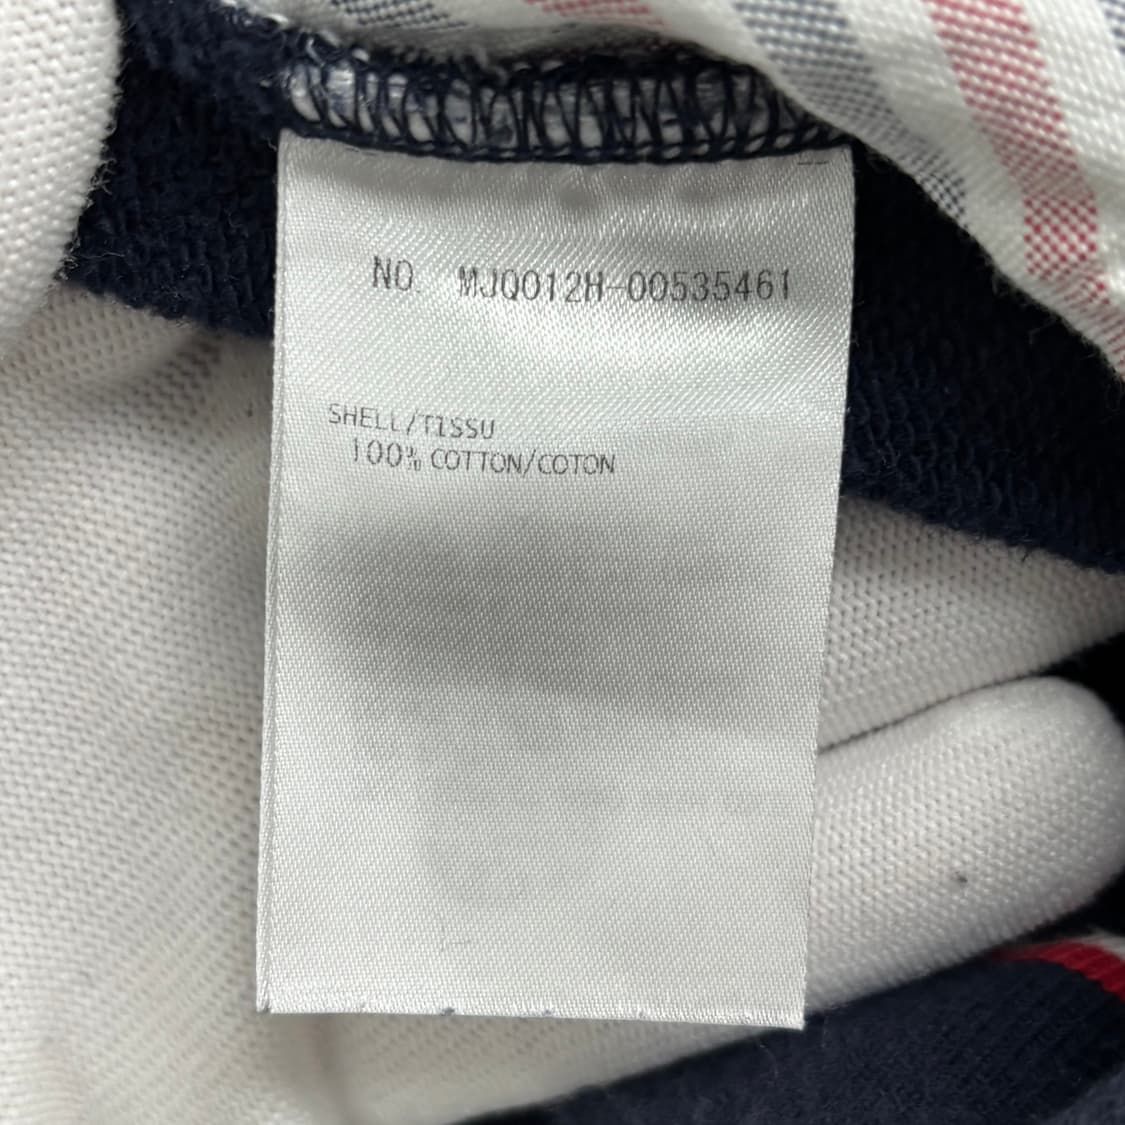 NO. MJQ012H-00535461
SHELL/TISSU
100% COTTON/COTON